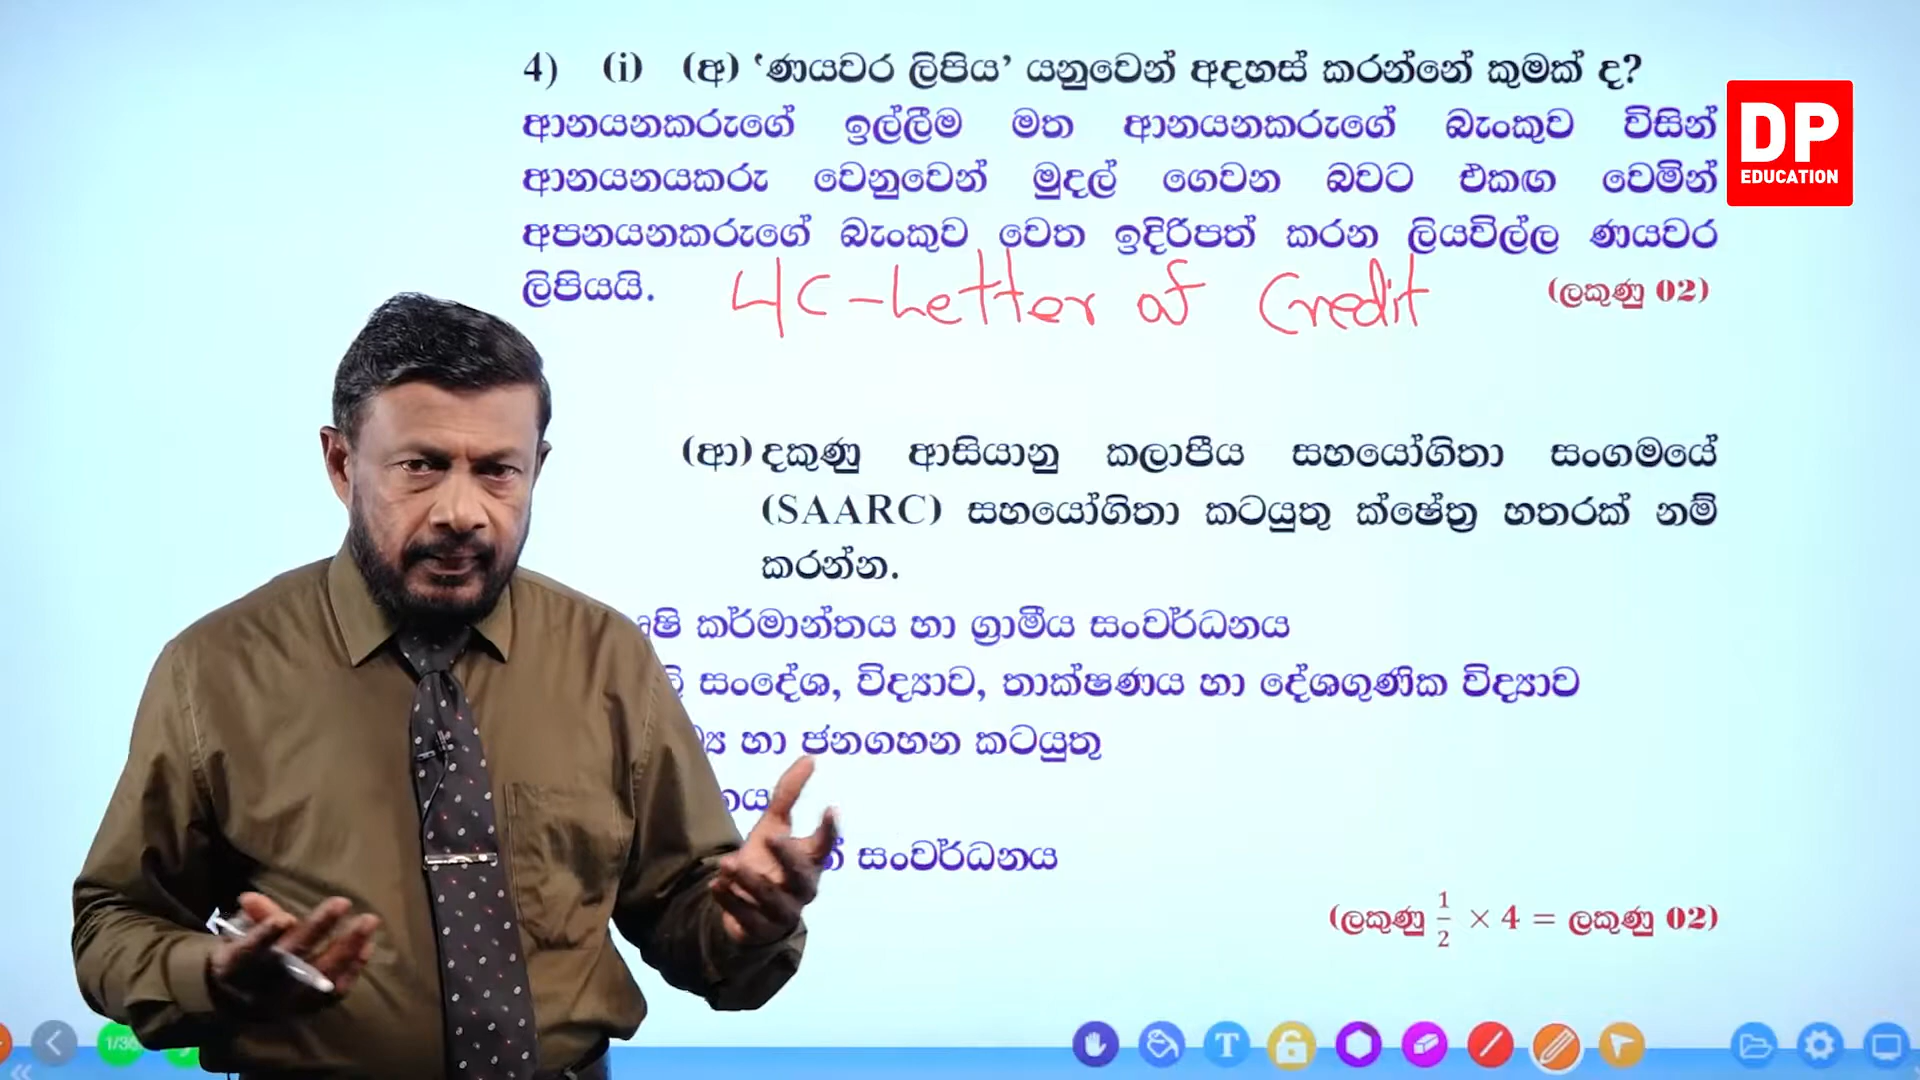 4) (i) (අ) ‘ණයවර ලිපිය’ යනුවෙන් අදහස් කරන්නේ කුමක් ද?
ආනයනකරුගේ ඉල්ලීම මත ආනයනකරුගේ බැංකුව විසින්
ආනයනයකරු වෙනුවෙන් මුදල් ගෙවන බවට එකඟ වෙමින්
අපනයනකරුගේ බැංකුව වෙත ඉදිරිපත් කරන ලියවිල්ල ණයවර
ලිපියයි. LC - Letter of Credit (ලකුණු 02)
DP
EDUCATION
(ආ) දකුණු ආසියානු කලාපීය සහයෝගිතා සංගමයේ
(SAARC) සහයෝගිතා කටයුතු ක්ෂේත්‍ර හතරක් නම්
කරන්න.
කර්මාන්තය හා ග්‍රාමීය සංවර්ධනය
සංදේශ, විද්‍යාව, තාක්ෂණය හා දේශගුණික විද්‍යාව
හා ජනගහන කටයුතු
සංවර්ධනය
(ලකුණු 1/2 × 4 = ලකුණු 02)
1/36
T